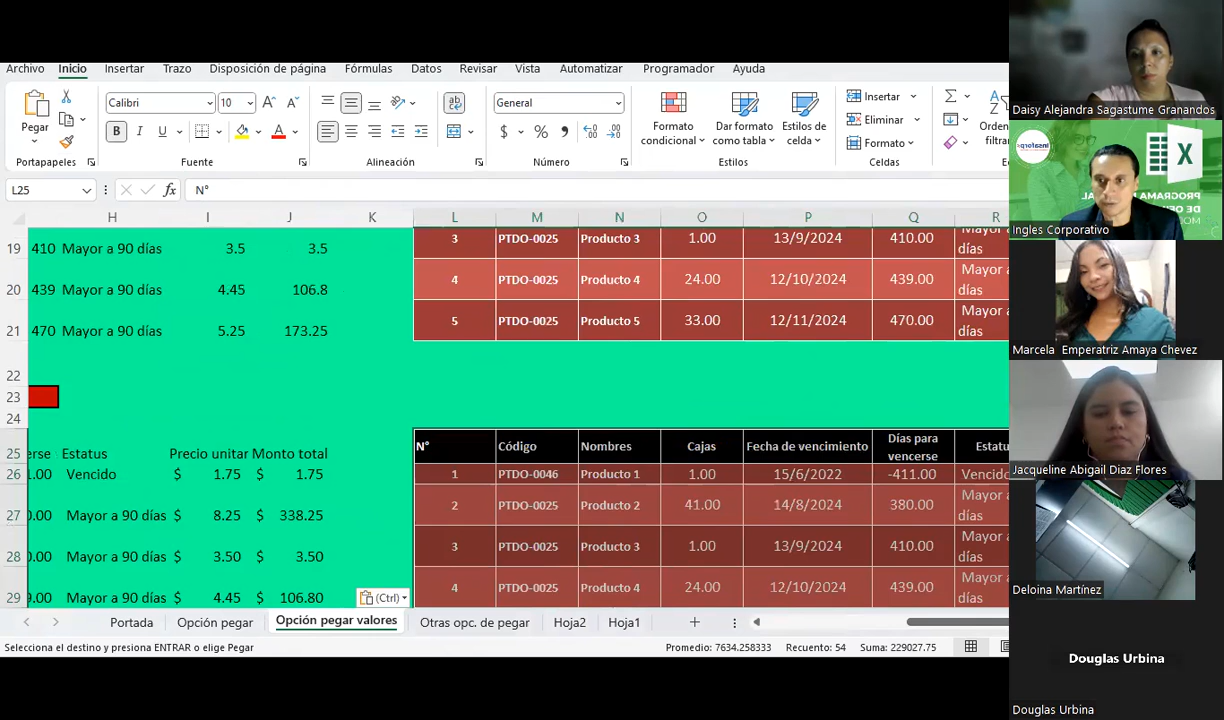 Archivo Inicio Insertar Trazo Disposición de página Fórmulas Datos Revisar Vista Automatizar Programador Ayuda
Pegar
Calibri 10
N K S
General
$ %
Formato condicional
Dar formato como tabla
Estilos de celda
Insertar
Eliminar
Formato
Portapapeles Fuente Alineación Número Estilos Celdas
L25 fx N°
H I J K L M N O P Q R
19 410 Mayor a 90 días 3.5 3.5 3 PTDO-0025 Producto 3 1.00 13/9/2024 410.00 días
20 439 Mayor a 90 días 4.45 106.8 4 PTDO-0025 Producto 4 24.00 12/10/2024 439.00 Mayor a días
21 470 Mayor a 90 días 5.25 173.25 5 PTDO-0025 Producto 5 33.00 12/11/2024 470.00 Mayor a días
22
23
24
25 erse Estatus Precio unitar Monto total N° Código Nombres Cajas Fecha de vencimiento Días para vencerse Estatu
26 1.00 Vencido $ 1.75 $ 1.75 1 PTDO-0046 Producto 1 1.00 15/6/2022 -411.00 Vencido
27 0.00 Mayor a 90 días $ 8.25 $ 338.25 2 PTDO-0025 Producto 2 41.00 14/8/2024 380.00 Mayor a días
28 0.00 Mayor a 90 días $ 3.50 $ 3.50 3 PTDO-0025 Producto 3 1.00 13/9/2024 410.00 Mayor a días
29 9.00 Mayor a 90 días $ 4.45 $ 106.80 4 PTDO-0025 Producto 4 24.00 12/10/2024 439.00 Mayor a días
(Ctrl)
Portada Opción pegar Opción pegar valores Otras opc. de pegar Hoja2 Hoja1
Selecciona el destino y presiona ENTRAR o elige Pegar Promedio: 7634.258333 Recuento: 54 Suma: 229027.75
Daisy Alejandra Sagastume Granandos
Ingles Corporativo
Marcela Emperatriz Amaya Chevez
Jacqueline Abigail Diaz Flores
Deloina Martínez
Douglas Urbina
Douglas Urbina